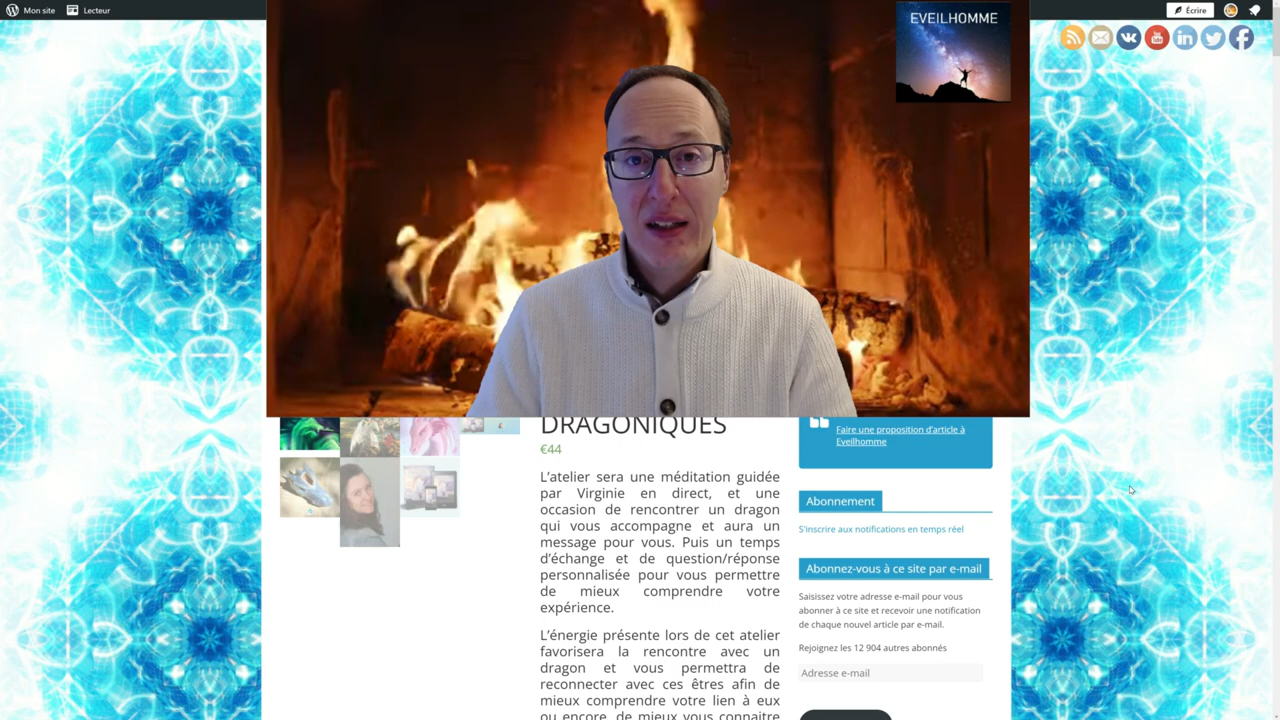 Mon site
Lecteur
Écrire
EVEILHOMME
DRAGONIQUES
€44
L'atelier sera une méditation guidée
par Virginie en direct, et une
occasion de rencontrer un dragon
qui vous accompagne et aura un
message pour vous. Puis un temps
d'échange et de question/réponse
personnalisée pour vous permettre
de mieux comprendre votre
expérience.
L'énergie présente lors de cet atelier
favorisera la rencontre avec un
dragon et vous permettra de
reconnecter avec ces êtres afin de
mieux comprendre votre lien à eux
ou encore, de mieux vous connaitre
Faire une proposition d'article à
Eveilhomme
Abonnement
S'inscrire aux notifications en temps réel
Abonnez-vous à ce site par e-mail
Saisissez votre adresse e-mail pour vous
abonner à ce site et recevoir une notification
de chaque nouvel article par e-mail.
Rejoignez les 12 904 autres abonnés
Adresse e-mail